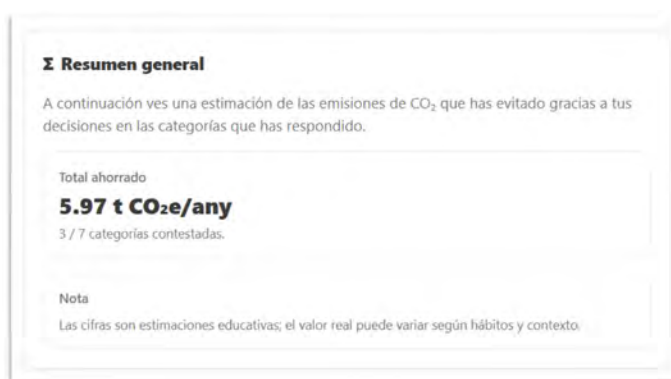 Σ Resumen general
A continuación ves una estimación de las emisiones de CO₂ que has evitado gracias a tus
decisiones en las categorías que has respondido.
Total ahorrado
5.97 t CO₂e/any
3 / 7 categorías contestadas.
Nota
Las cifras son estimaciones educativas; el valor real puede variar según hábitos y contexto.